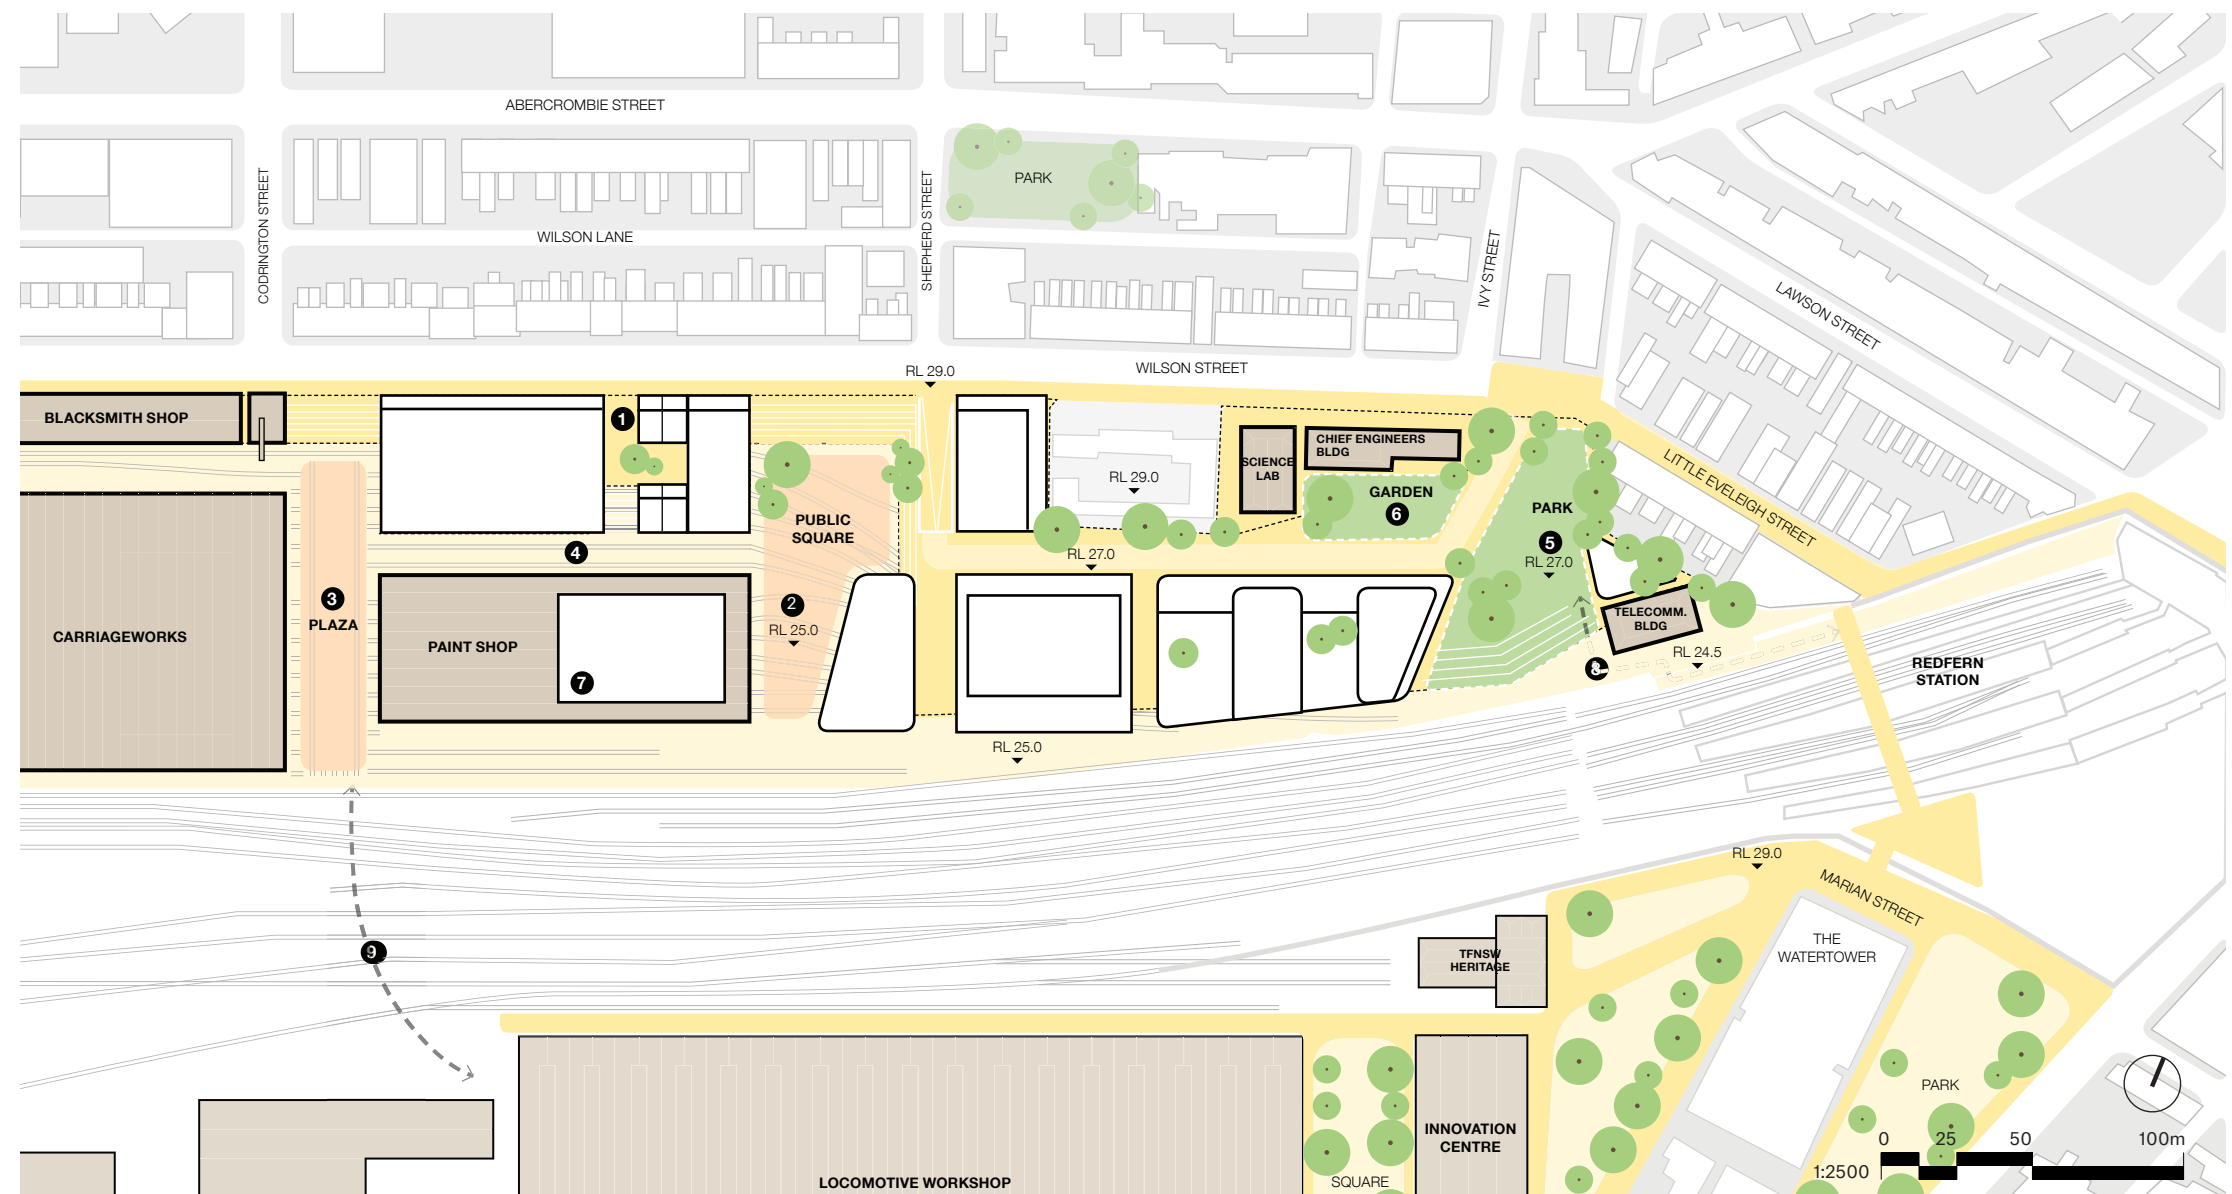 ABERCROMBIE STREET
CODRINGTON STREET
SHEPHERD STREET
PARK
WILSON LANE
IVY STREET
LAWSON STREET
WILSON STREET
RL 29.0
BLACKSMITH SHOP
1
CHIEF ENGINEERS
BLDG
SCIENCE
LAB
RL 29.0
GARDEN
6
PARK
5
RL 27.0
LITTLE EVELEIGH STREET
PUBLIC
SQUARE
4
RL 27.0
3
PLAZA
2
RL 25.0
CARRIAGEWORKS
PAINT SHOP
7
TELECOMM.
BLDG
RL 24.5
8
REDFERN
STATION
RL 25.0
RL 29.0
MARIAN STREET
9
TFNSW
HERITAGE
THE
WATERTOWER
PARK
INNOVATION
CENTRE
LOCOMOTIVE WORKSHOP
SQUARE
0 25 50 100m
1:2500